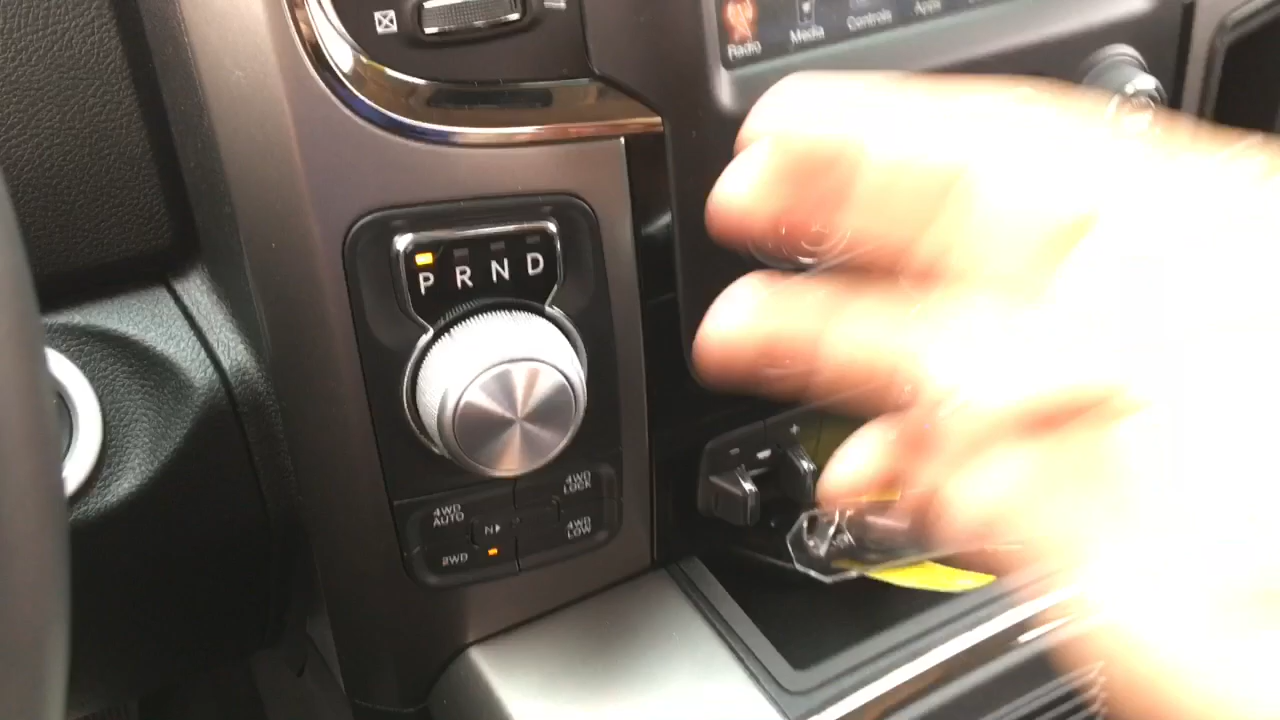 Radio
Media
Controls
Apps
P R N D
4WD
AUTO
4WD
LOCK
N
2WD
4WD
LOW
- +